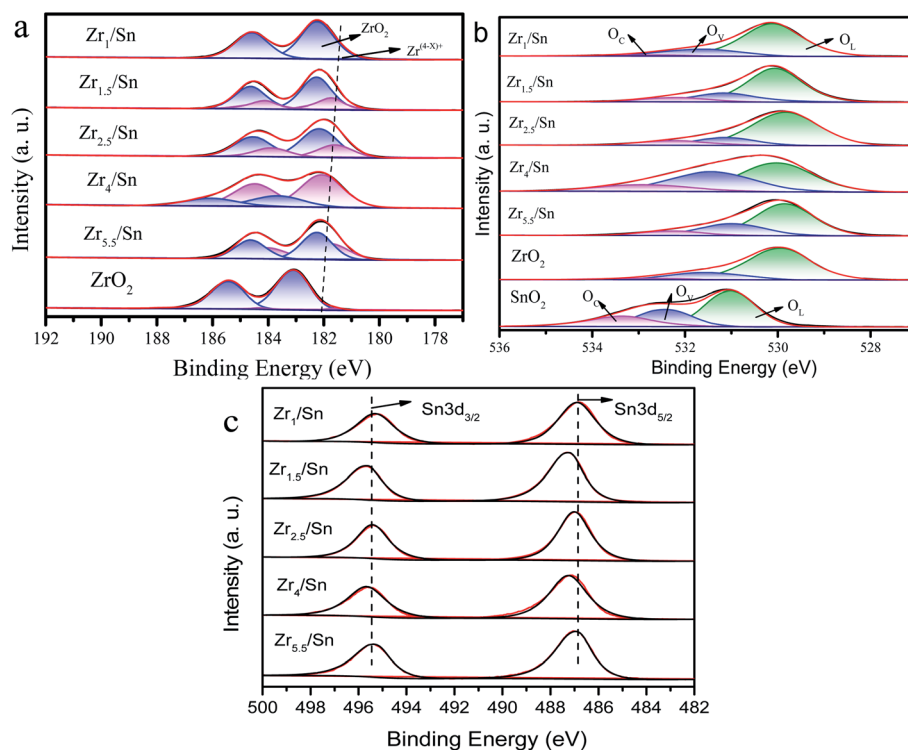 a
Zr1/Sn
ZrO2
Zr(4-X)+
Zr1.5/Sn
Zr2.5/Sn
Zr4/Sn
Zr5.5/Sn
ZrO2
Intensity (a. u.)
192 190 188 186 184 182 180 178 177
Binding Energy (eV)
b
Zr1/Sn
OC
OV
OL
Zr1.5/Sn
Zr2.5/Sn
Zr4/Sn
Zr5.5/Sn
ZrO2
SnO2
OC
OV
OL
Intensity (a. u.)
536 534 532 530 528
Binding Energy (eV)
c
Zr1/Sn
Sn3d3/2
Sn3d5/2
Zr1.5/Sn
Zr2.5/Sn
Zr4/Sn
Zr5.5/Sn
Intensity (a. u.)
500 498 496 494 492 490 488 486 484 482
Binding Energy (eV)